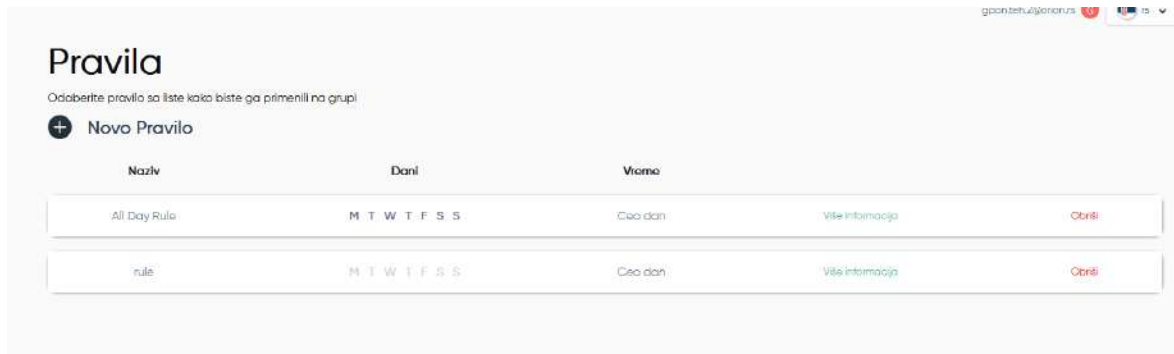 rs
Pravila
Odaberite pravilo sa liste kako biste ga primenili na grupi
Novo Pravilo
Naziv Dani Vreme
All Day Rule M T W T F S S Ceo dan Više informacija Obriši
rule M T W T F S S Ceo dan Više informacija Obriši